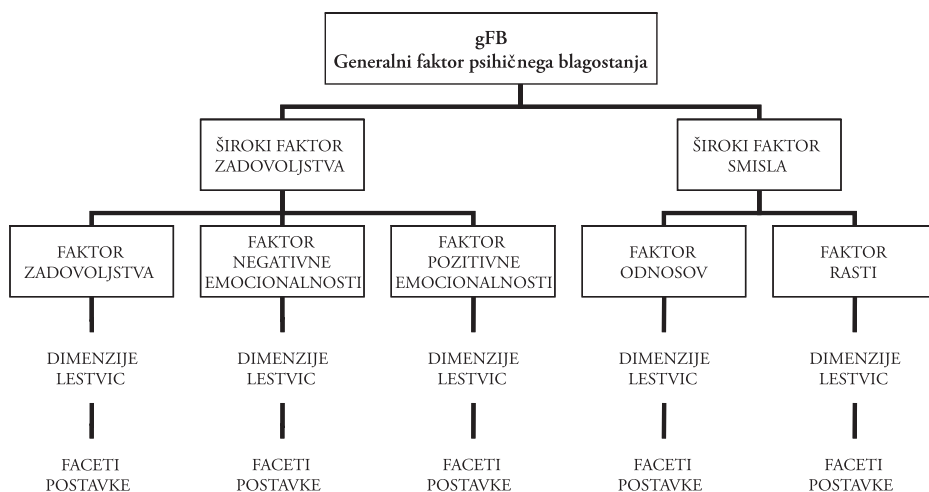 gFB
Generalni faktor psihičnega blagostanja
ŠIROKI FAKTOR
ZADOVOLJSTVA
ŠIROKI FAKTOR
SMISLA
FAKTOR
ZADOVOLJSTVA
FAKTOR
NEGATIVNE
EMOCIONALNOSTI
FAKTOR
POZITIVNE
EMOCIONALNOSTI
FAKTOR
ODNOSOV
FAKTOR
RASTI
DIMENZIJE
LESTVIC
DIMENZIJE
LESTVIC
DIMENZIJE
LESTVIC
DIMENZIJE
LESTVIC
DIMENZIJE
LESTVIC
FACETI
POSTAVKE
FACETI
POSTAVKE
FACETI
POSTAVKE
FACETI
POSTAVKE
FACETI
POSTAVKE